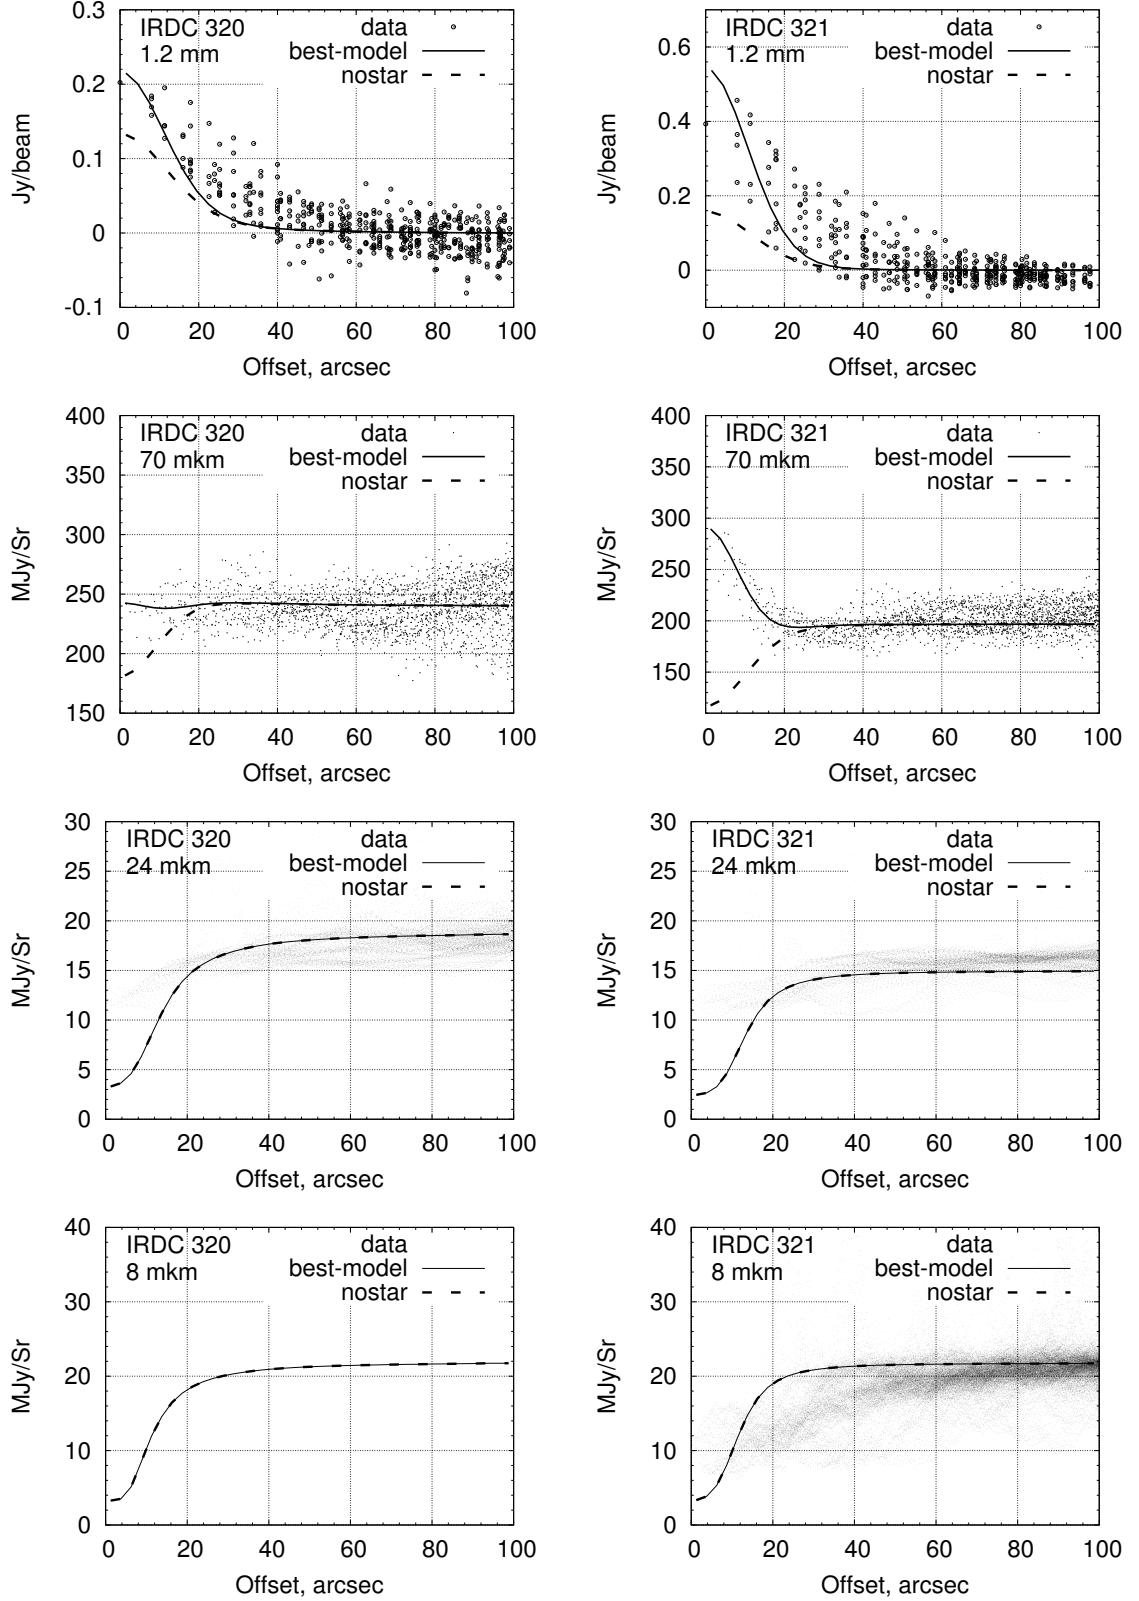 IRDC 320
1.2 mm
data
best-model
nostar
0.3
0.2
0.1
0
-0.1
Jy/beam
0 20 40 60 80 100
Offset, arcsec
IRDC 321
1.2 mm
data
best-model
nostar
0.6
0.4
0.2
0
Jy/beam
0 20 40 60 80 100
Offset, arcsec
IRDC 320
70 mkm
data
best-model
nostar
400
350
300
250
200
150
MJy/Sr
0 20 40 60 80 100
Offset, arcsec
IRDC 321
70 mkm
data
best-model
nostar
400
350
300
250
200
150
MJy/Sr
0 20 40 60 80 100
Offset, arcsec
IRDC 320
24 mkm
data
best-model
nostar
30
25
20
15
10
5
0
MJy/Sr
0 20 40 60 80 100
Offset, arcsec
IRDC 321
24 mkm
data
best-model
nostar
30
25
20
15
10
5
0
MJy/Sr
0 20 40 60 80 100
Offset, arcsec
IRDC 320
8 mkm
data
best-model
nostar
40
30
20
10
0
MJy/Sr
0 20 40 60 80 100
Offset, arcsec
IRDC 321
8 mkm
data
best-model
nostar
40
30
20
10
0
MJy/Sr
0 20 40 60 80 100
Offset, arcsec